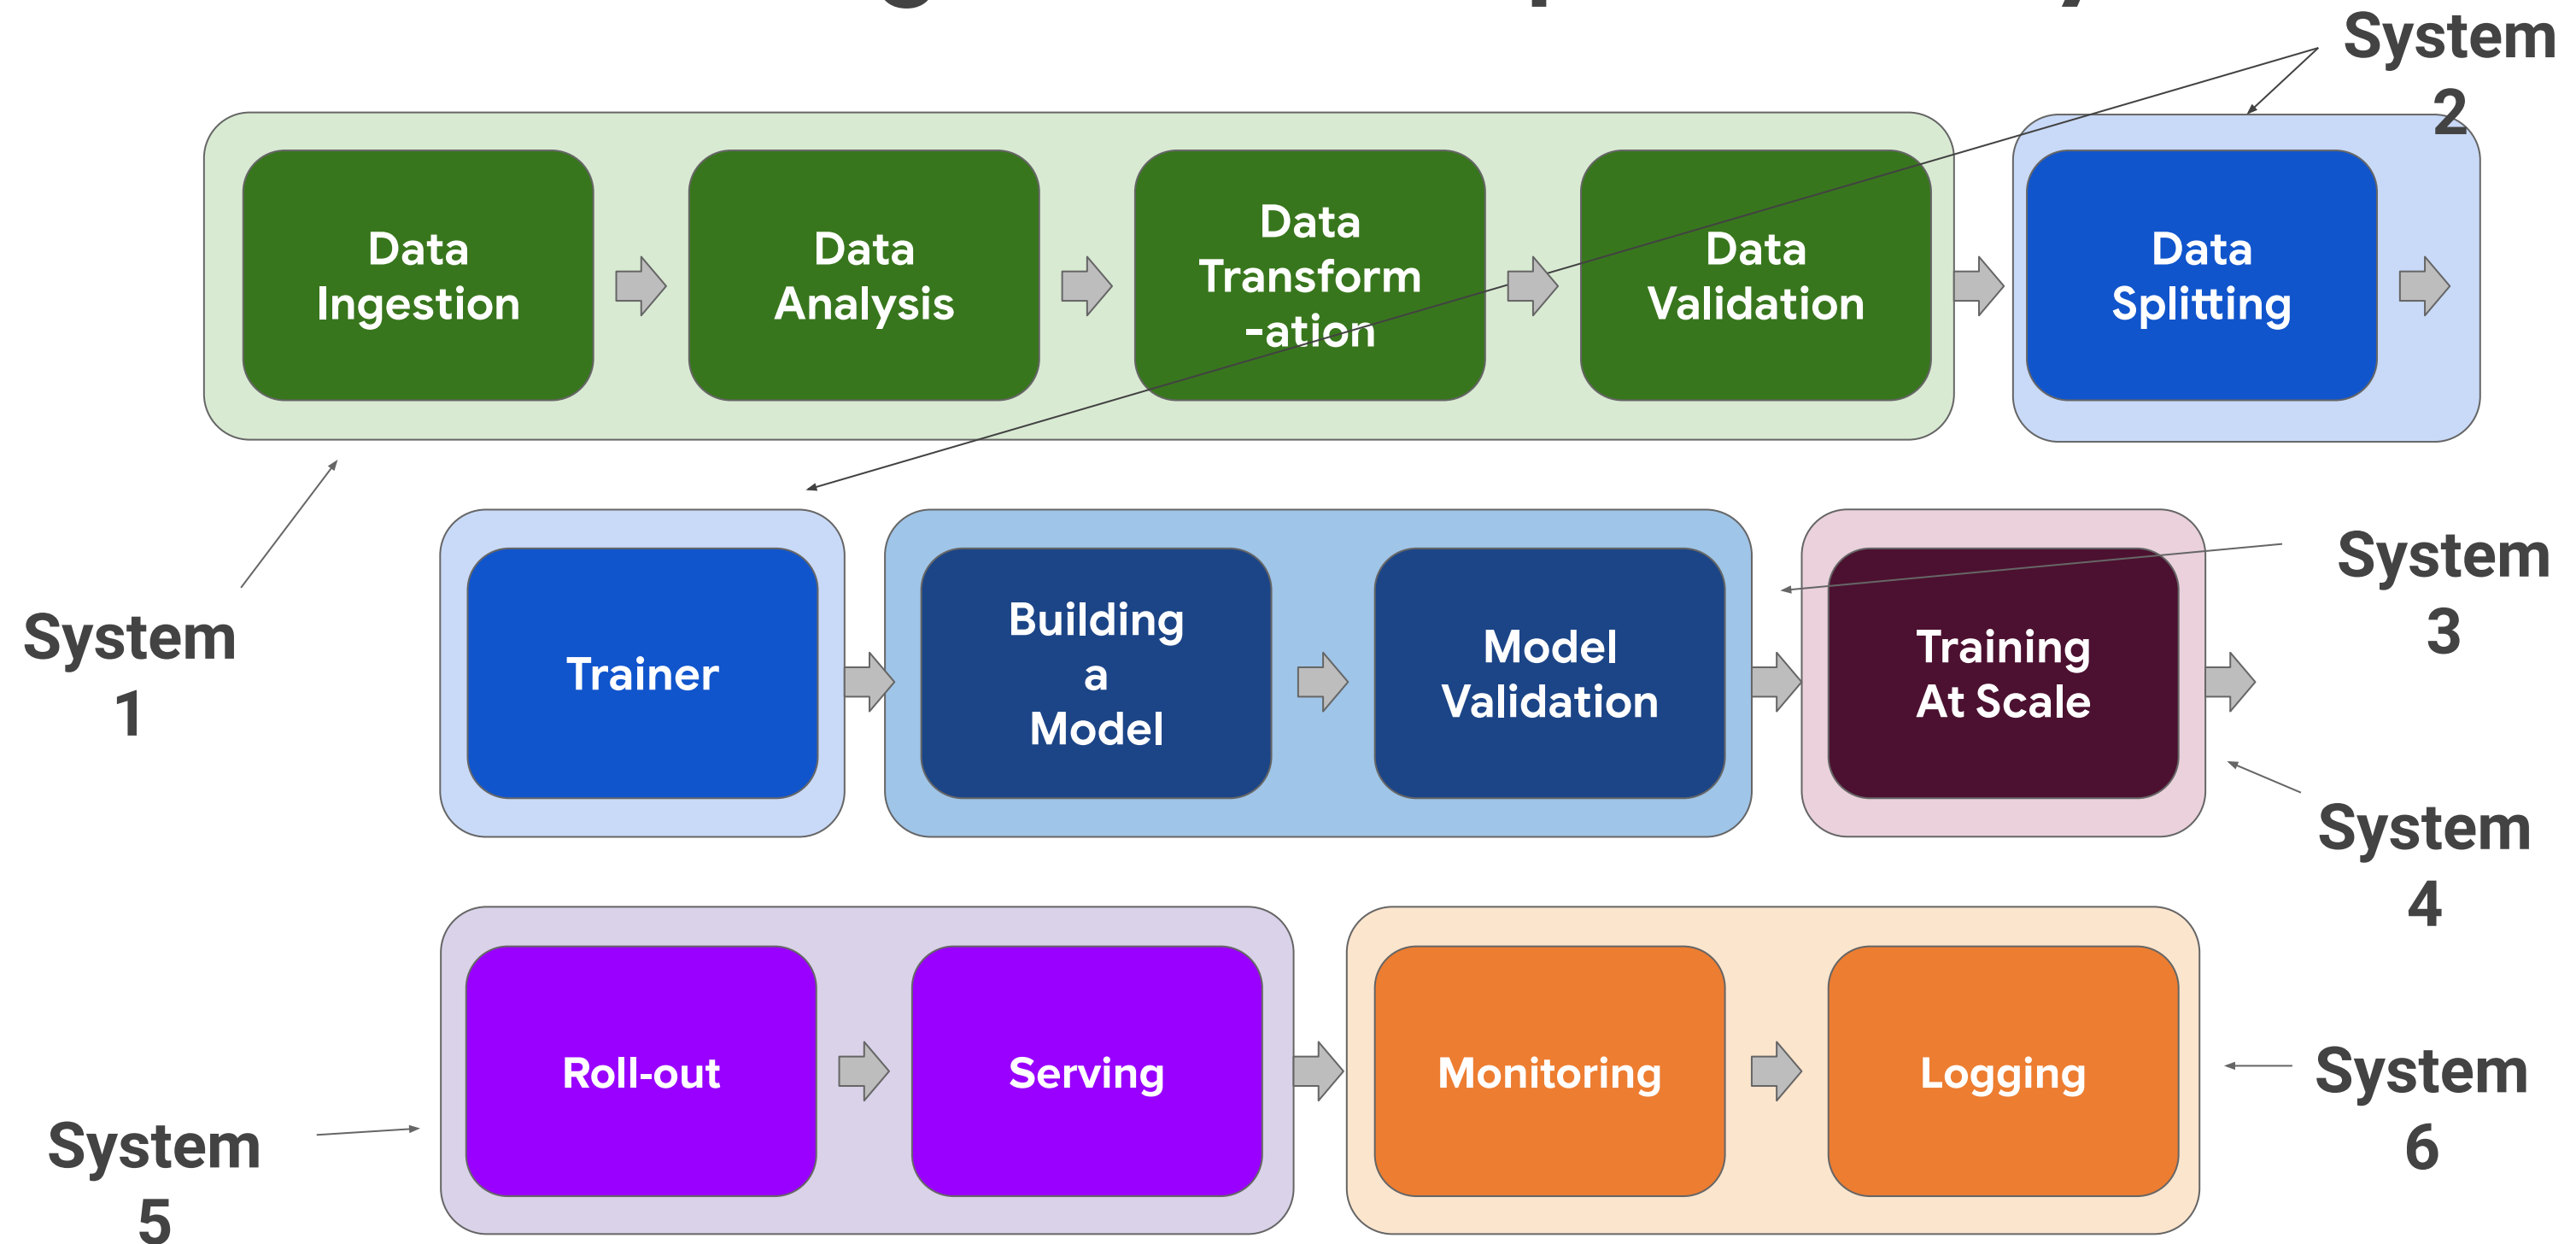 System
2
Data
Ingestion
Data
Analysis
Data
Transform
-ation
Data
Validation
Data
Splitting
System
1
Trainer
Building
a
Model
Model
Validation
Training
At Scale
System
3
System
4
Roll-out
Serving
Monitoring
Logging
System
5
System
6